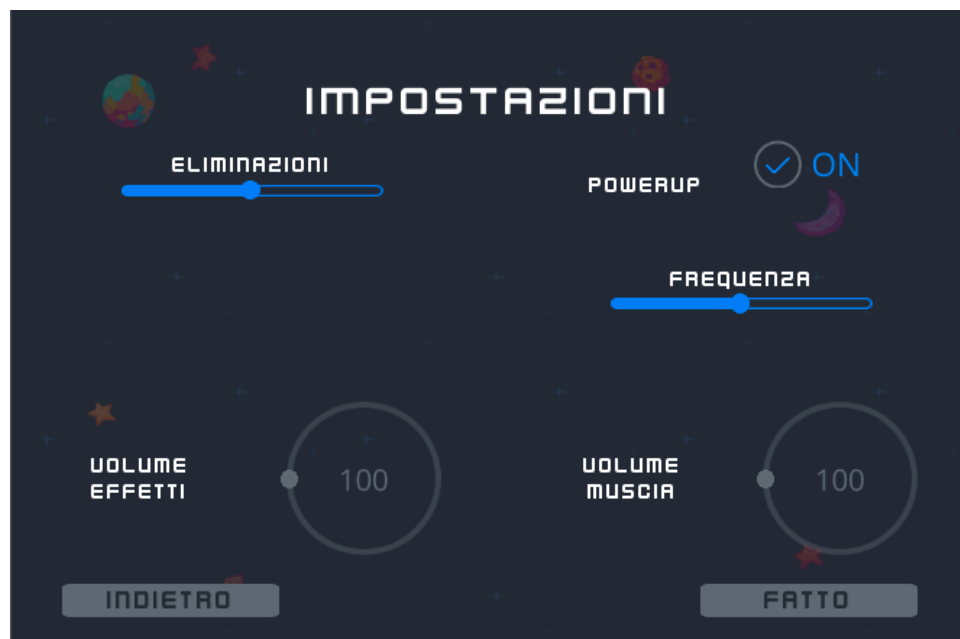 IMPOSTAZIONI
ELIMINAZIONI
POWERUP
ON
FREQUENZA
VOLUME
EFFETTI
100
VOLUME
MUSCIA
100
INDIETRO
FATTO